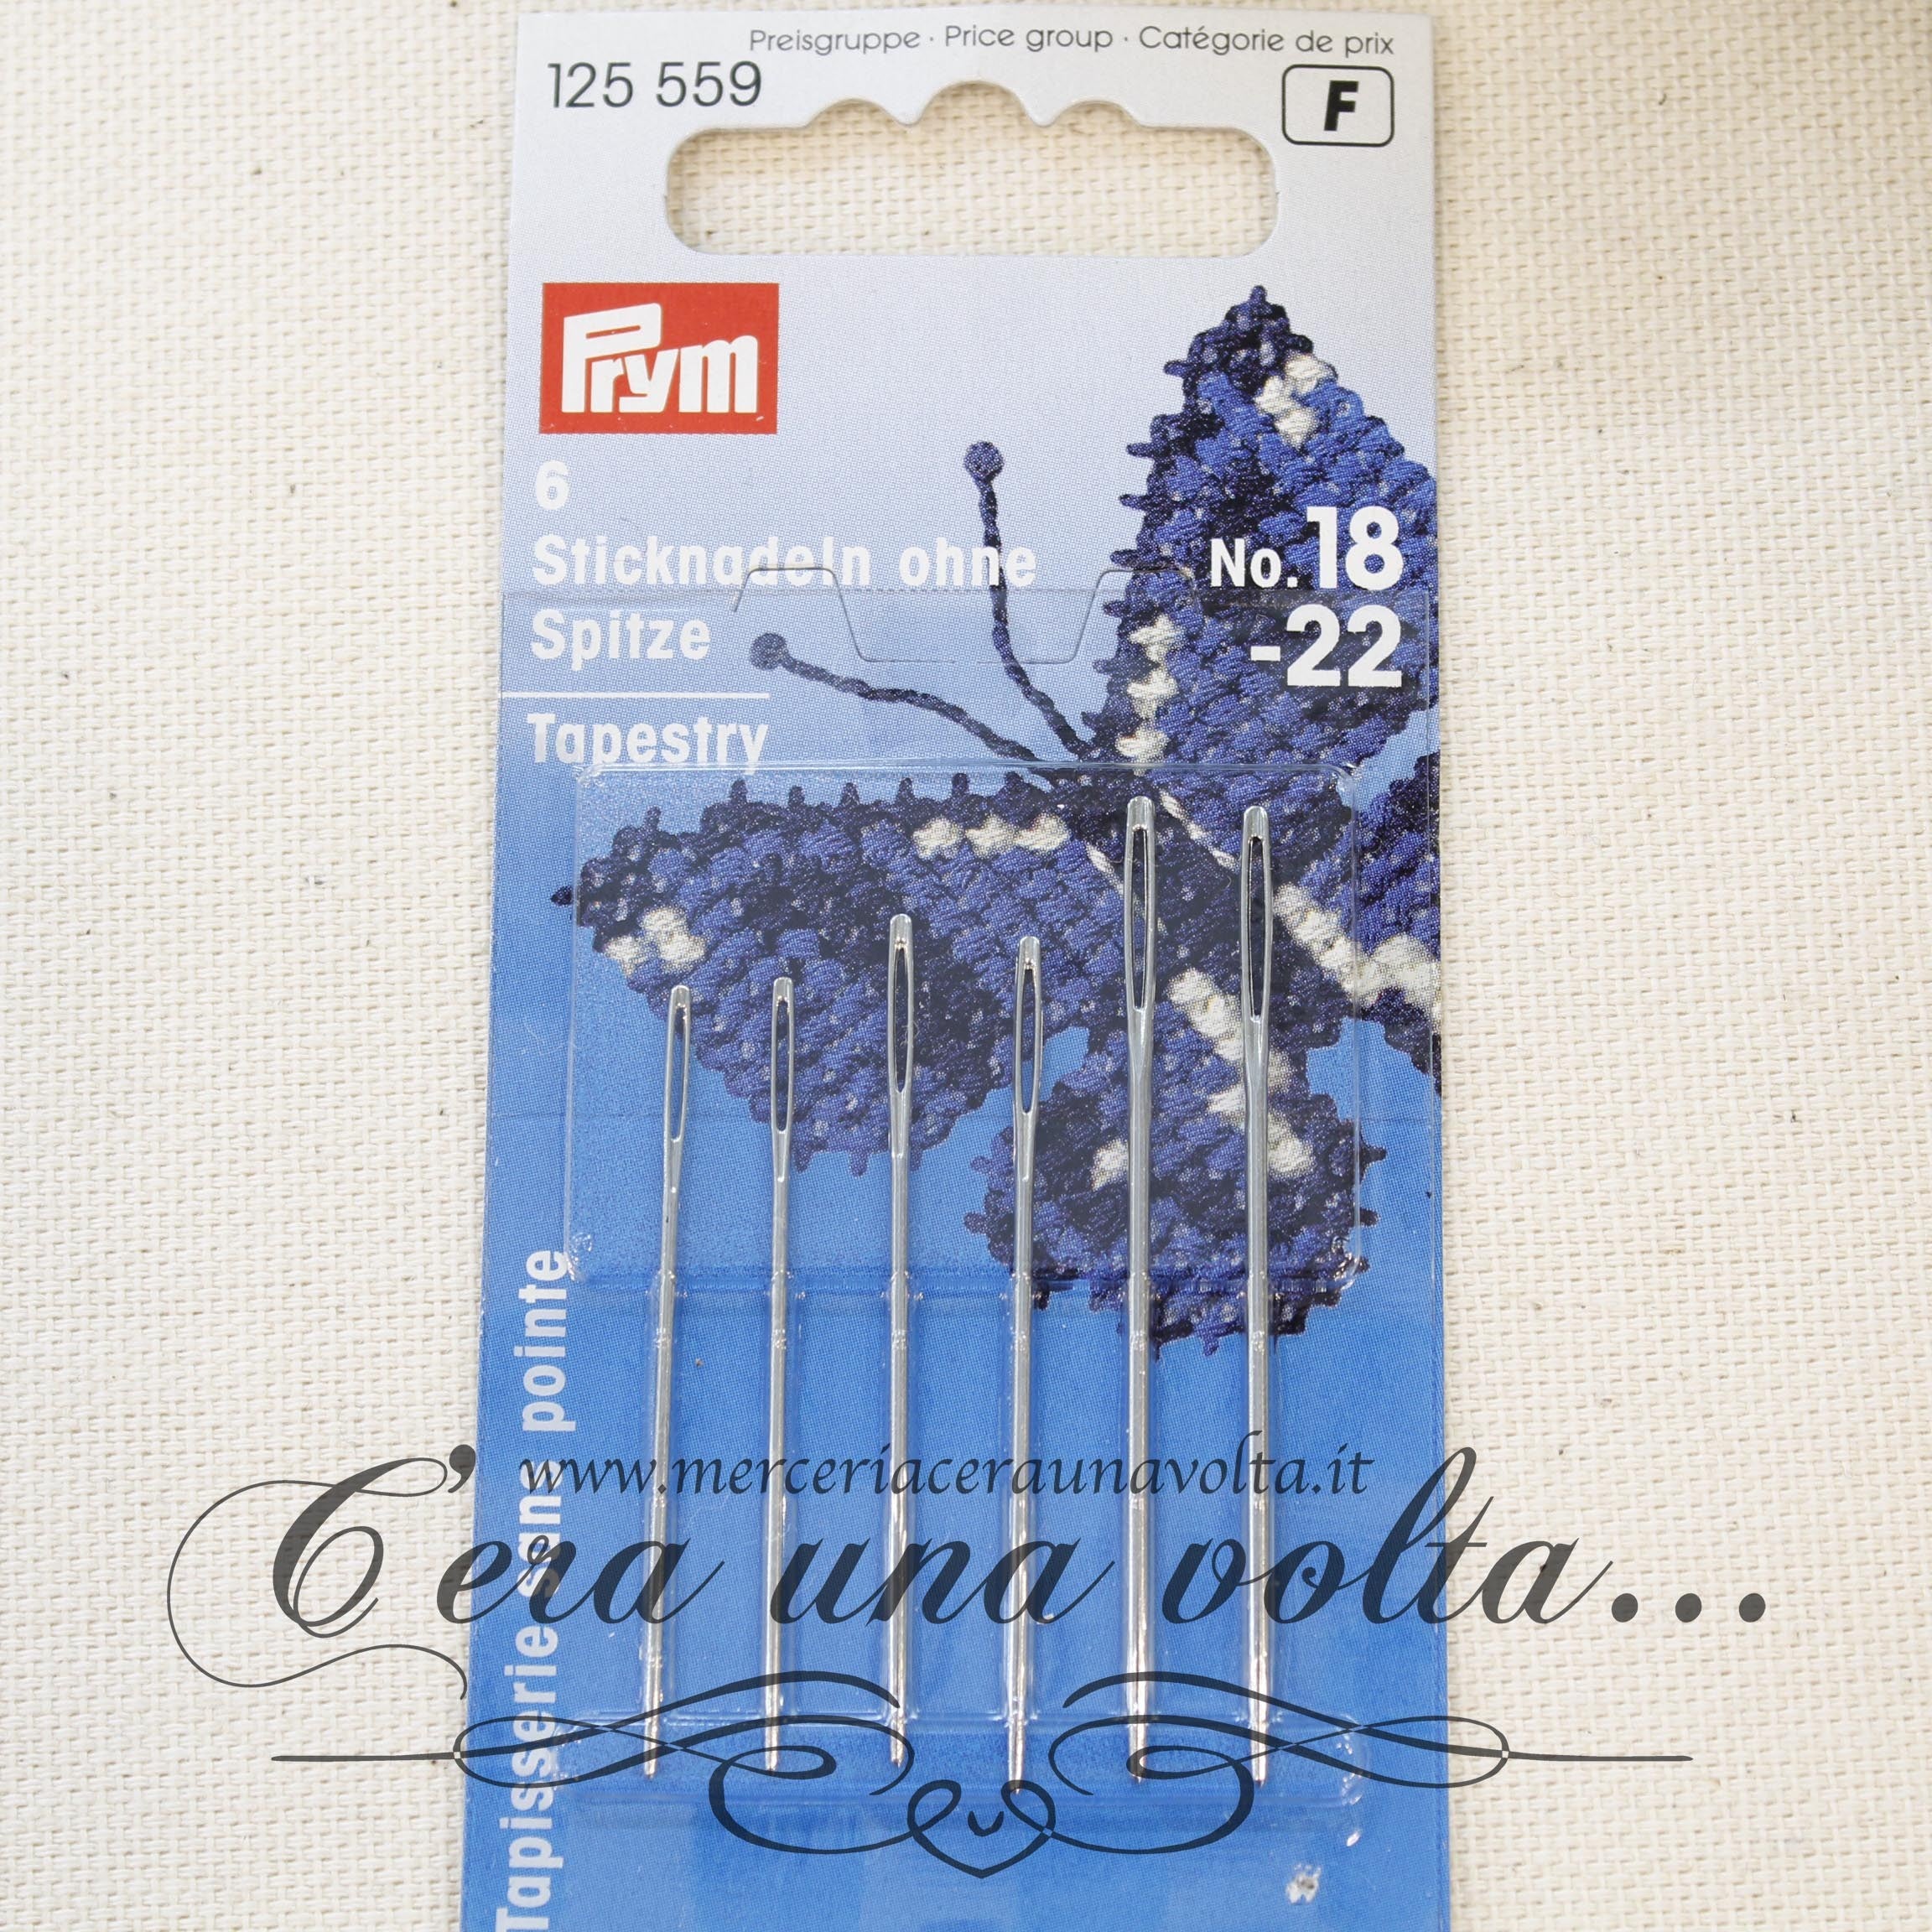 Preisgruppe · Price group · Catégorie de prix
125 559
F
Prym
6
Sticknadeln ohne
Spitze
No. 18
-22
Tapestry
Tapisserie sans pointe
www.merceriaceraunavolta.it
C'era una volta...